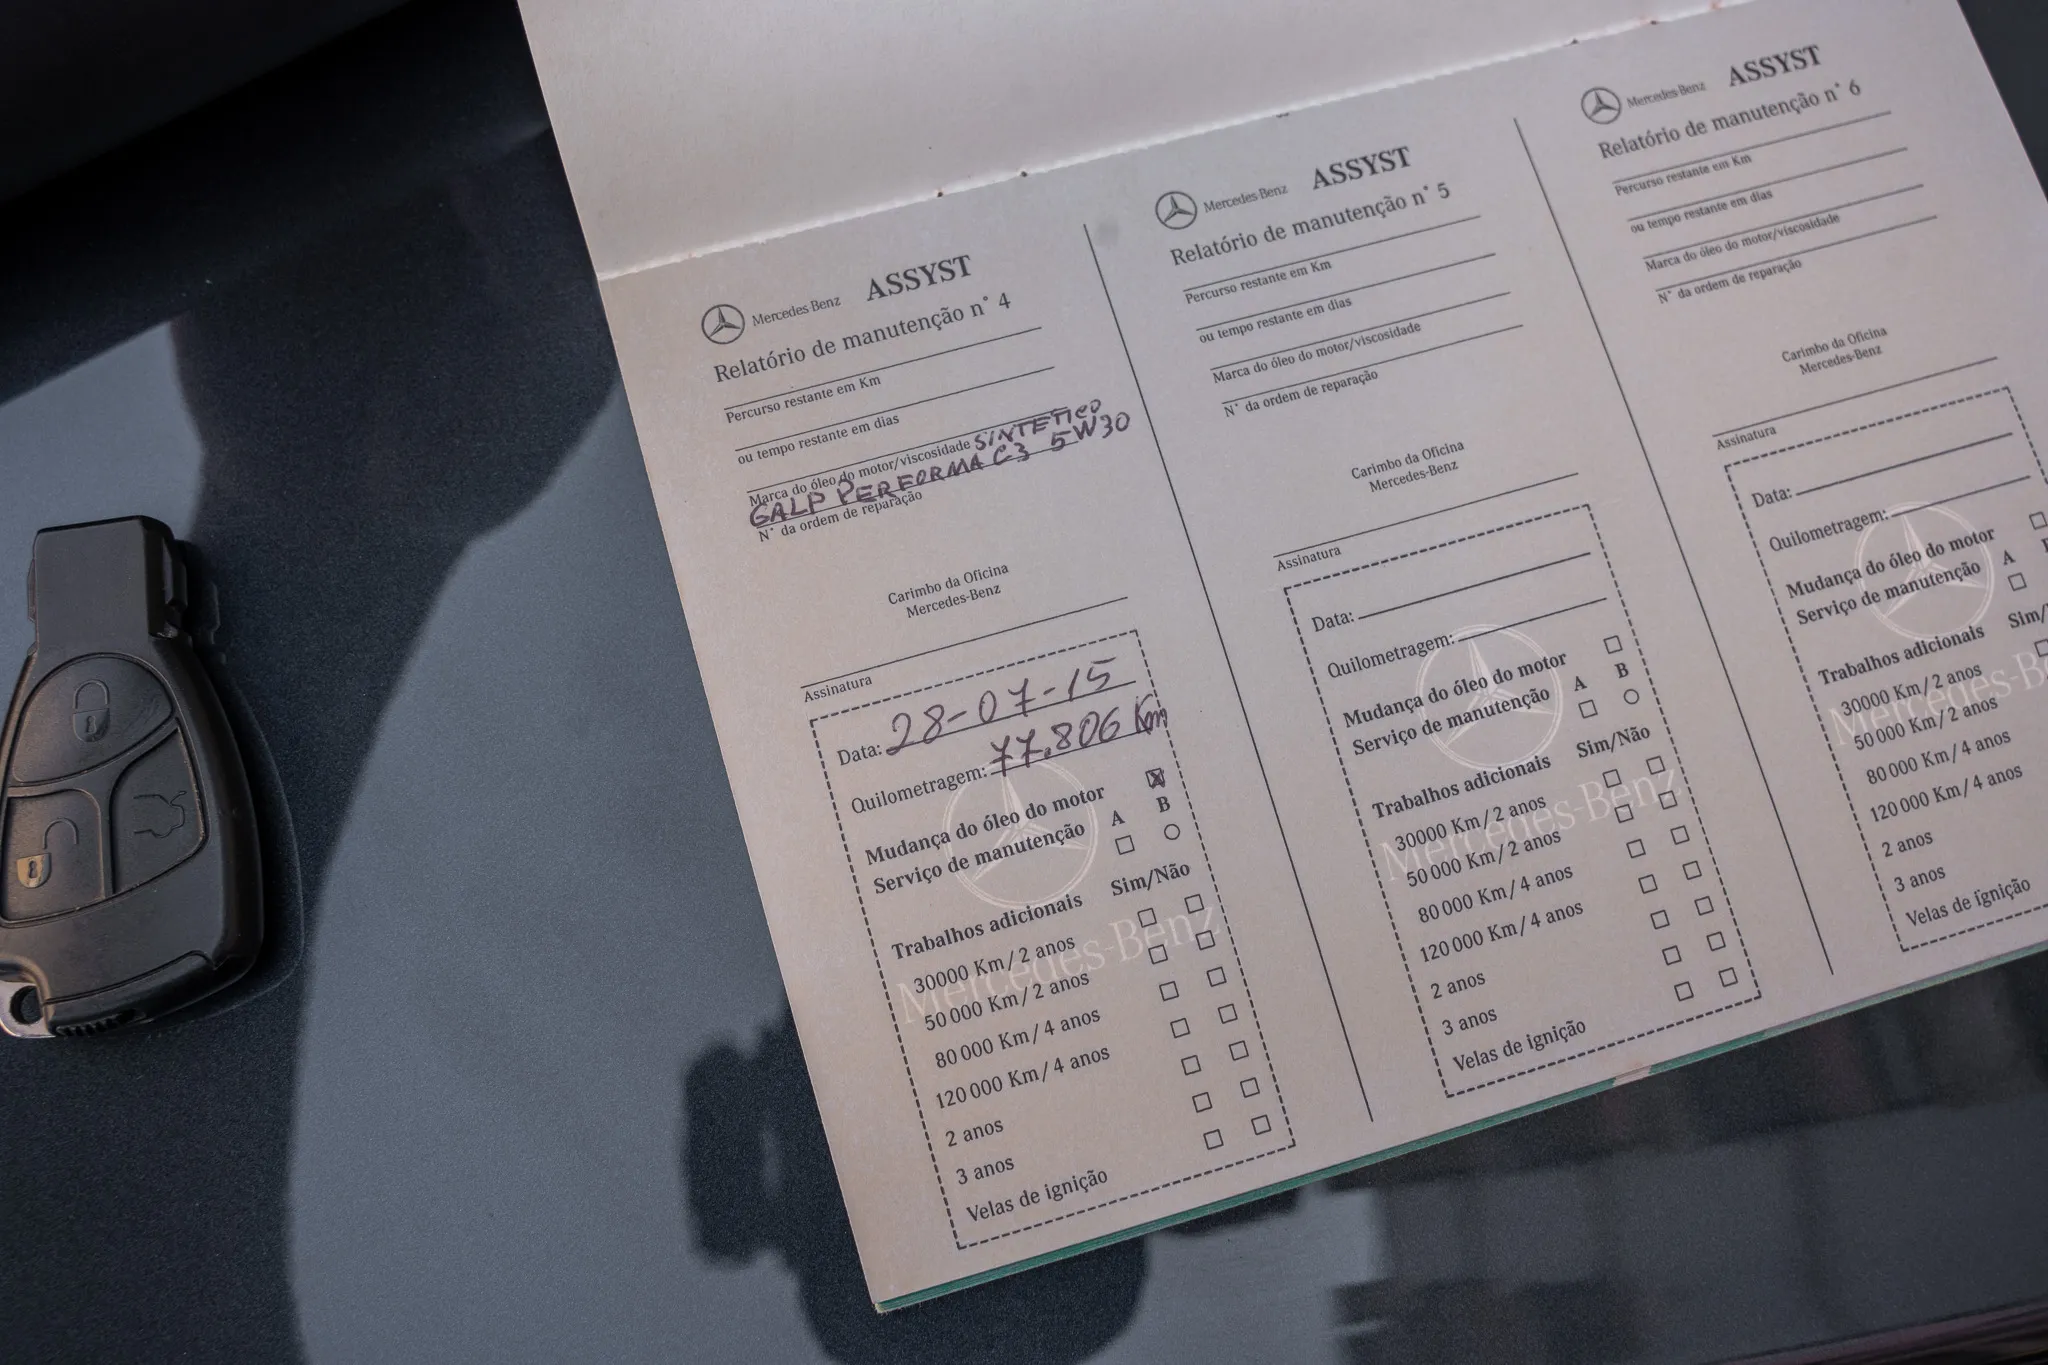 Mercedes-Benz ASSYST
Relatório de manutenção n° 4
Percurso restante em Km
ou tempo restante em dias
Marca do óleo do motor/viscosidade SINTETICO
GALP PERFORMA C3 5W30
N° da ordem de reparação
Carimbo da Oficina
Mercedes-Benz
Assinatura
Data: 28-07-15
Quilometragem: 77.806 Km
Mudança do óleo do motor
A B
Serviço de manutenção
Trabalhos adicionais Sim/Não
30000 Km/2 anos
50000 Km/2 anos
80000 Km/4 anos
120000 Km/4 anos
2 anos
3 anos
Velas de ignição
Mercedes-Benz
Mercedes-Benz ASSYST
Relatório de manutenção n° 5
Percurso restante em Km
ou tempo restante em dias
Marca do óleo do motor/viscosidade
N° da ordem de reparação
Carimbo da Oficina
Mercedes-Benz
Assinatura
Data:
Quilometragem:
Mudança do óleo do motor
A B
Serviço de manutenção
Trabalhos adicionais Sim/Não
30000 Km/2 anos
50000 Km/2 anos
80000 Km/4 anos
120000 Km/4 anos
2 anos
3 anos
Velas de ignição
Mercedes-Benz
Mercedes-Benz ASSYST
Relatório de manutenção n° 6
Percurso restante em Km
ou tempo restante em dias
Marca do óleo do motor/viscosidade
N° da ordem de reparação
Carimbo da Oficina
Mercedes-Benz
Assinatura
Data:
Quilometragem:
Mudança do óleo do motor
A
Serviço de manutenção
Trabalhos adicionais Sim/
30000 Km/2 anos
50000 Km/2 anos
80000 Km/4 anos
120000 Km/4 anos
2 anos
3 anos
Velas de ignição
Mercedes-Be